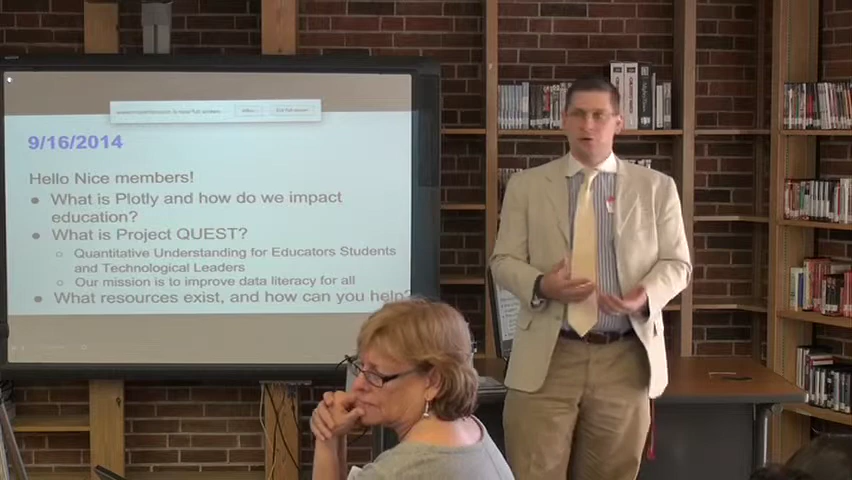 9/16/2014
Hello Nice members!
● What is Plotly and how do we impact
education?
● What is Project QUEST?
○ Quantitative Understanding for Educators Students
and Technological Leaders
○ Our mission is to improve data literacy for all
● What resources exist, and how can you help?